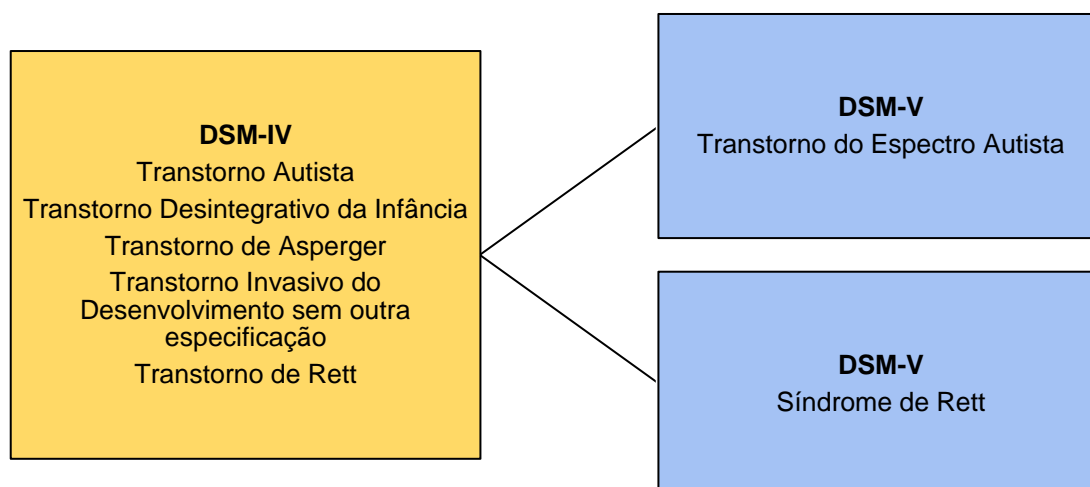 DSM-IV
Transtorno Autista
Transtorno Desintegrativo da Infância
Transtorno de Asperger
Transtorno Invasivo do
Desenvolvimento sem outra
especificação
Transtorno de Rett
DSM-V
Transtorno do Espectro Autista
DSM-V
Síndrome de Rett